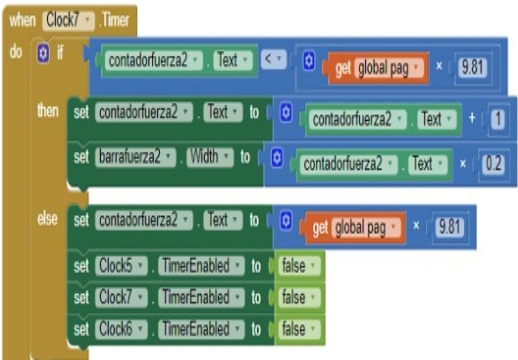 when Clock7 .Timer
do if contadorfuerza2 . Text < get global pag × 9.81
then set contadorfuerza2 . Text to contadorfuerza2 . Text + 1
set barrafuerza2 . Width to contadorfuerza2 . Text × 0.2
else set contadorfuerza2 . Text to get global pag × 9.81
set Clock5 . TimerEnabled to false
set Clock7 . TimerEnabled to false
set Clock6 . TimerEnabled to false